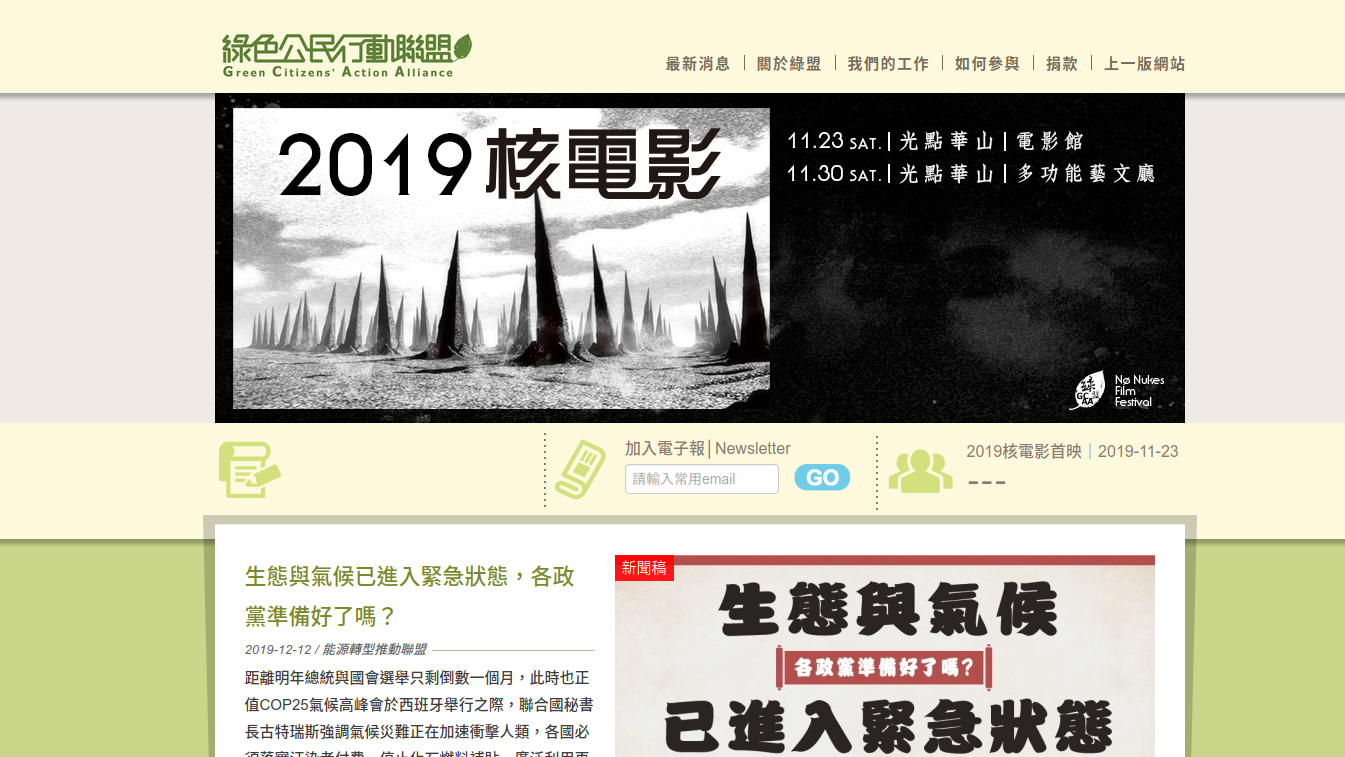 綠色公民行動聯盟
Green Citizens' Action Alliance
最新消息 | 關於綠盟 | 我們的工作 | 如何參與 | 捐款 | 上一版網站
2019核電影
11.23 SAT. | 光點華山 | 電影館
11.30 SAT. | 光點華山 | 多功能藝文廳
綠
GCAA
Nø Nukes
Film
Festival
加入電子報│Newsletter
請輸入常用email
GO
2019核電影首映│2019-11-23
---
生態與氣候已進入緊急狀態，各政
黨準備好了嗎？
2019-12-12 / 能源轉型推動聯盟
距離明年總統與國會選舉只剩倒數一個月，此時也正
值COP25氣候高峰會於西班牙舉行之際，聯合國秘書
長古特瑞斯強調氣候災難正在加速衝擊人類，各國必
新聞稿
生態與氣候
各政黨準備好了嗎?
已進入緊急狀態